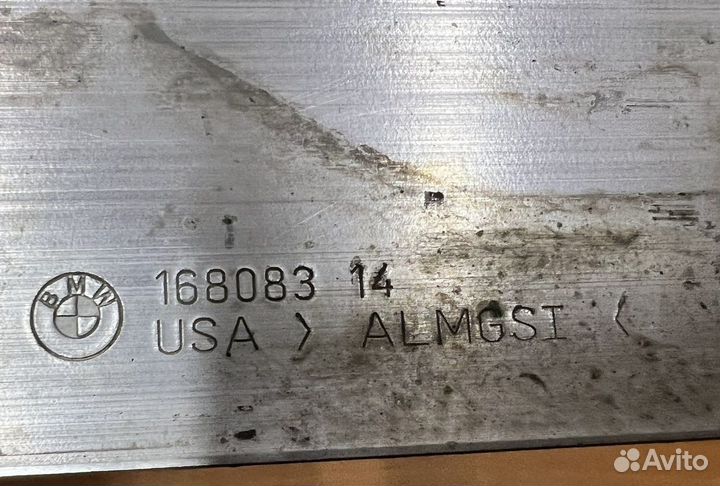 BMW
168083 14
USA > ALMGSI <
Avito